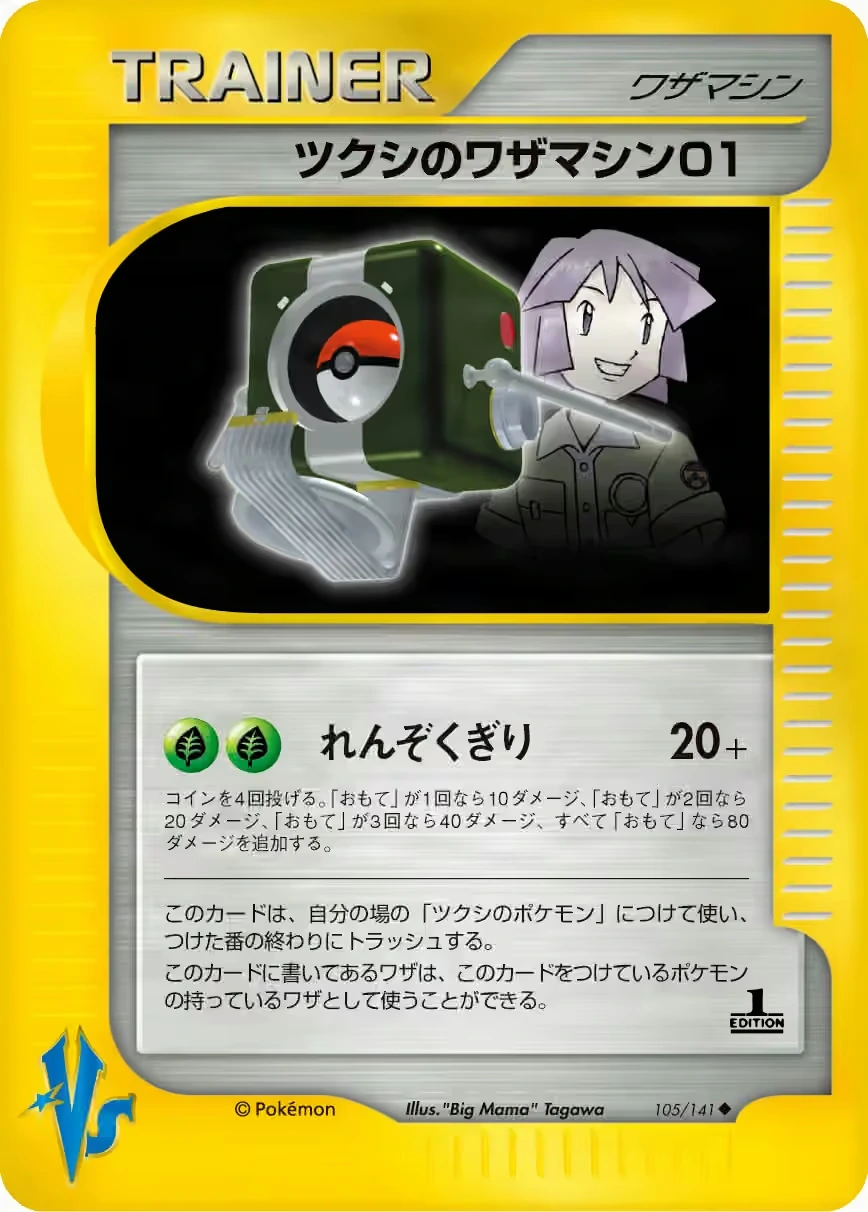 TRAINER
ワザマシン
ツクシのワザマシン01
れんぞくぎり 20+
コインを4回投げる。「おもて」が1回なら10ダメージ、「おもて」が2回なら
20ダメージ、「おもて」が3回なら40ダメージ、すべて「おもて」なら80
ダメージを追加する。
このカードは、自分の場の「ツクシのポケモン」につけて使い、
つけた番の終わりにトラッシュする。
このカードに書いてあるワザは、このカードをつけているポケモン
の持っているワザとして使うことができる。
1
EDITION
VS
© Pokémon
Illus. "Big Mama" Tagawa
105/141 ◆